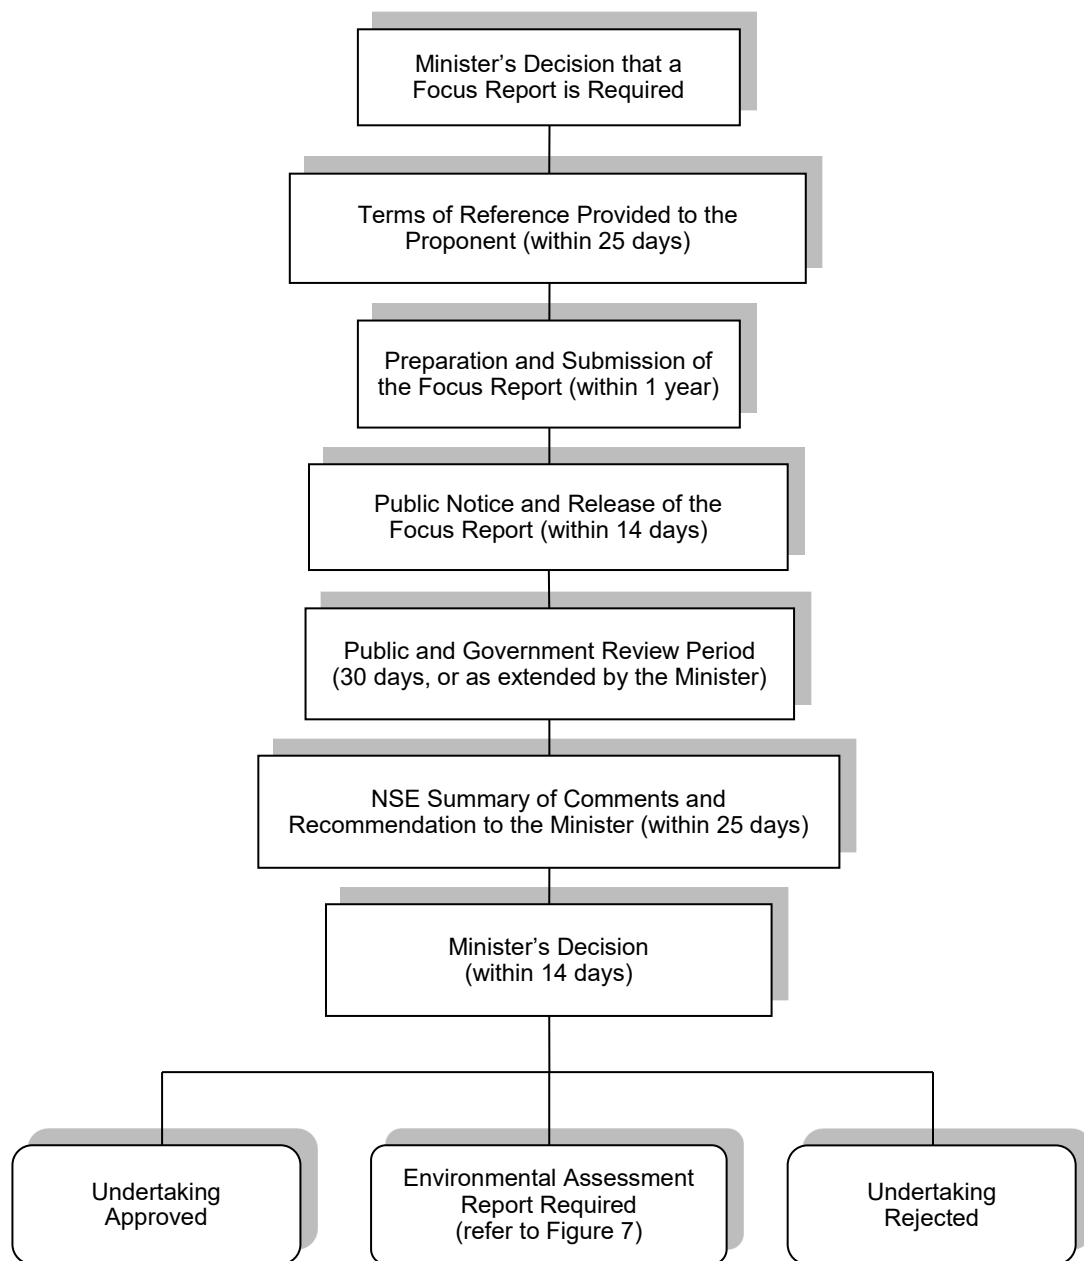 Minister’s Decision that a
Focus Report is Required
Terms of Reference Provided to the
Proponent (within 25 days)
Preparation and Submission of
the Focus Report (within 1 year)
Public Notice and Release of the
Focus Report (within 14 days)
Public and Government Review Period
(30 days, or as extended by the Minister)
NSE Summary of Comments and
Recommendation to the Minister (within 25 days)
Minister’s Decision
(within 14 days)
Undertaking
Approved
Environmental Assessment
Report Required
(refer to Figure 7)
Undertaking
Rejected